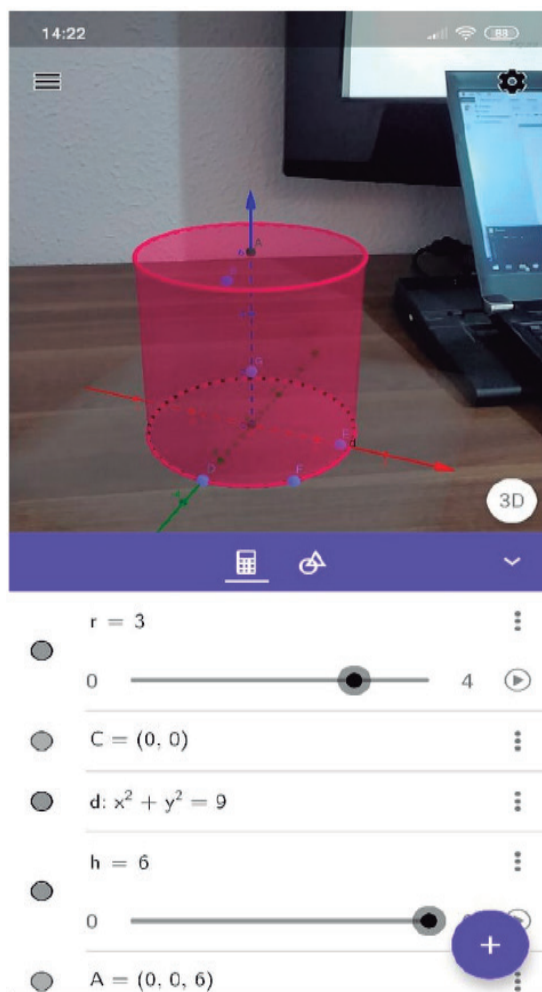 14:22
88
A
G
E
D
F
3D
r = 3
0 4
C = (0, 0)
d: x² + y² = 9
h = 6
0
+
A = (0, 0, 6)